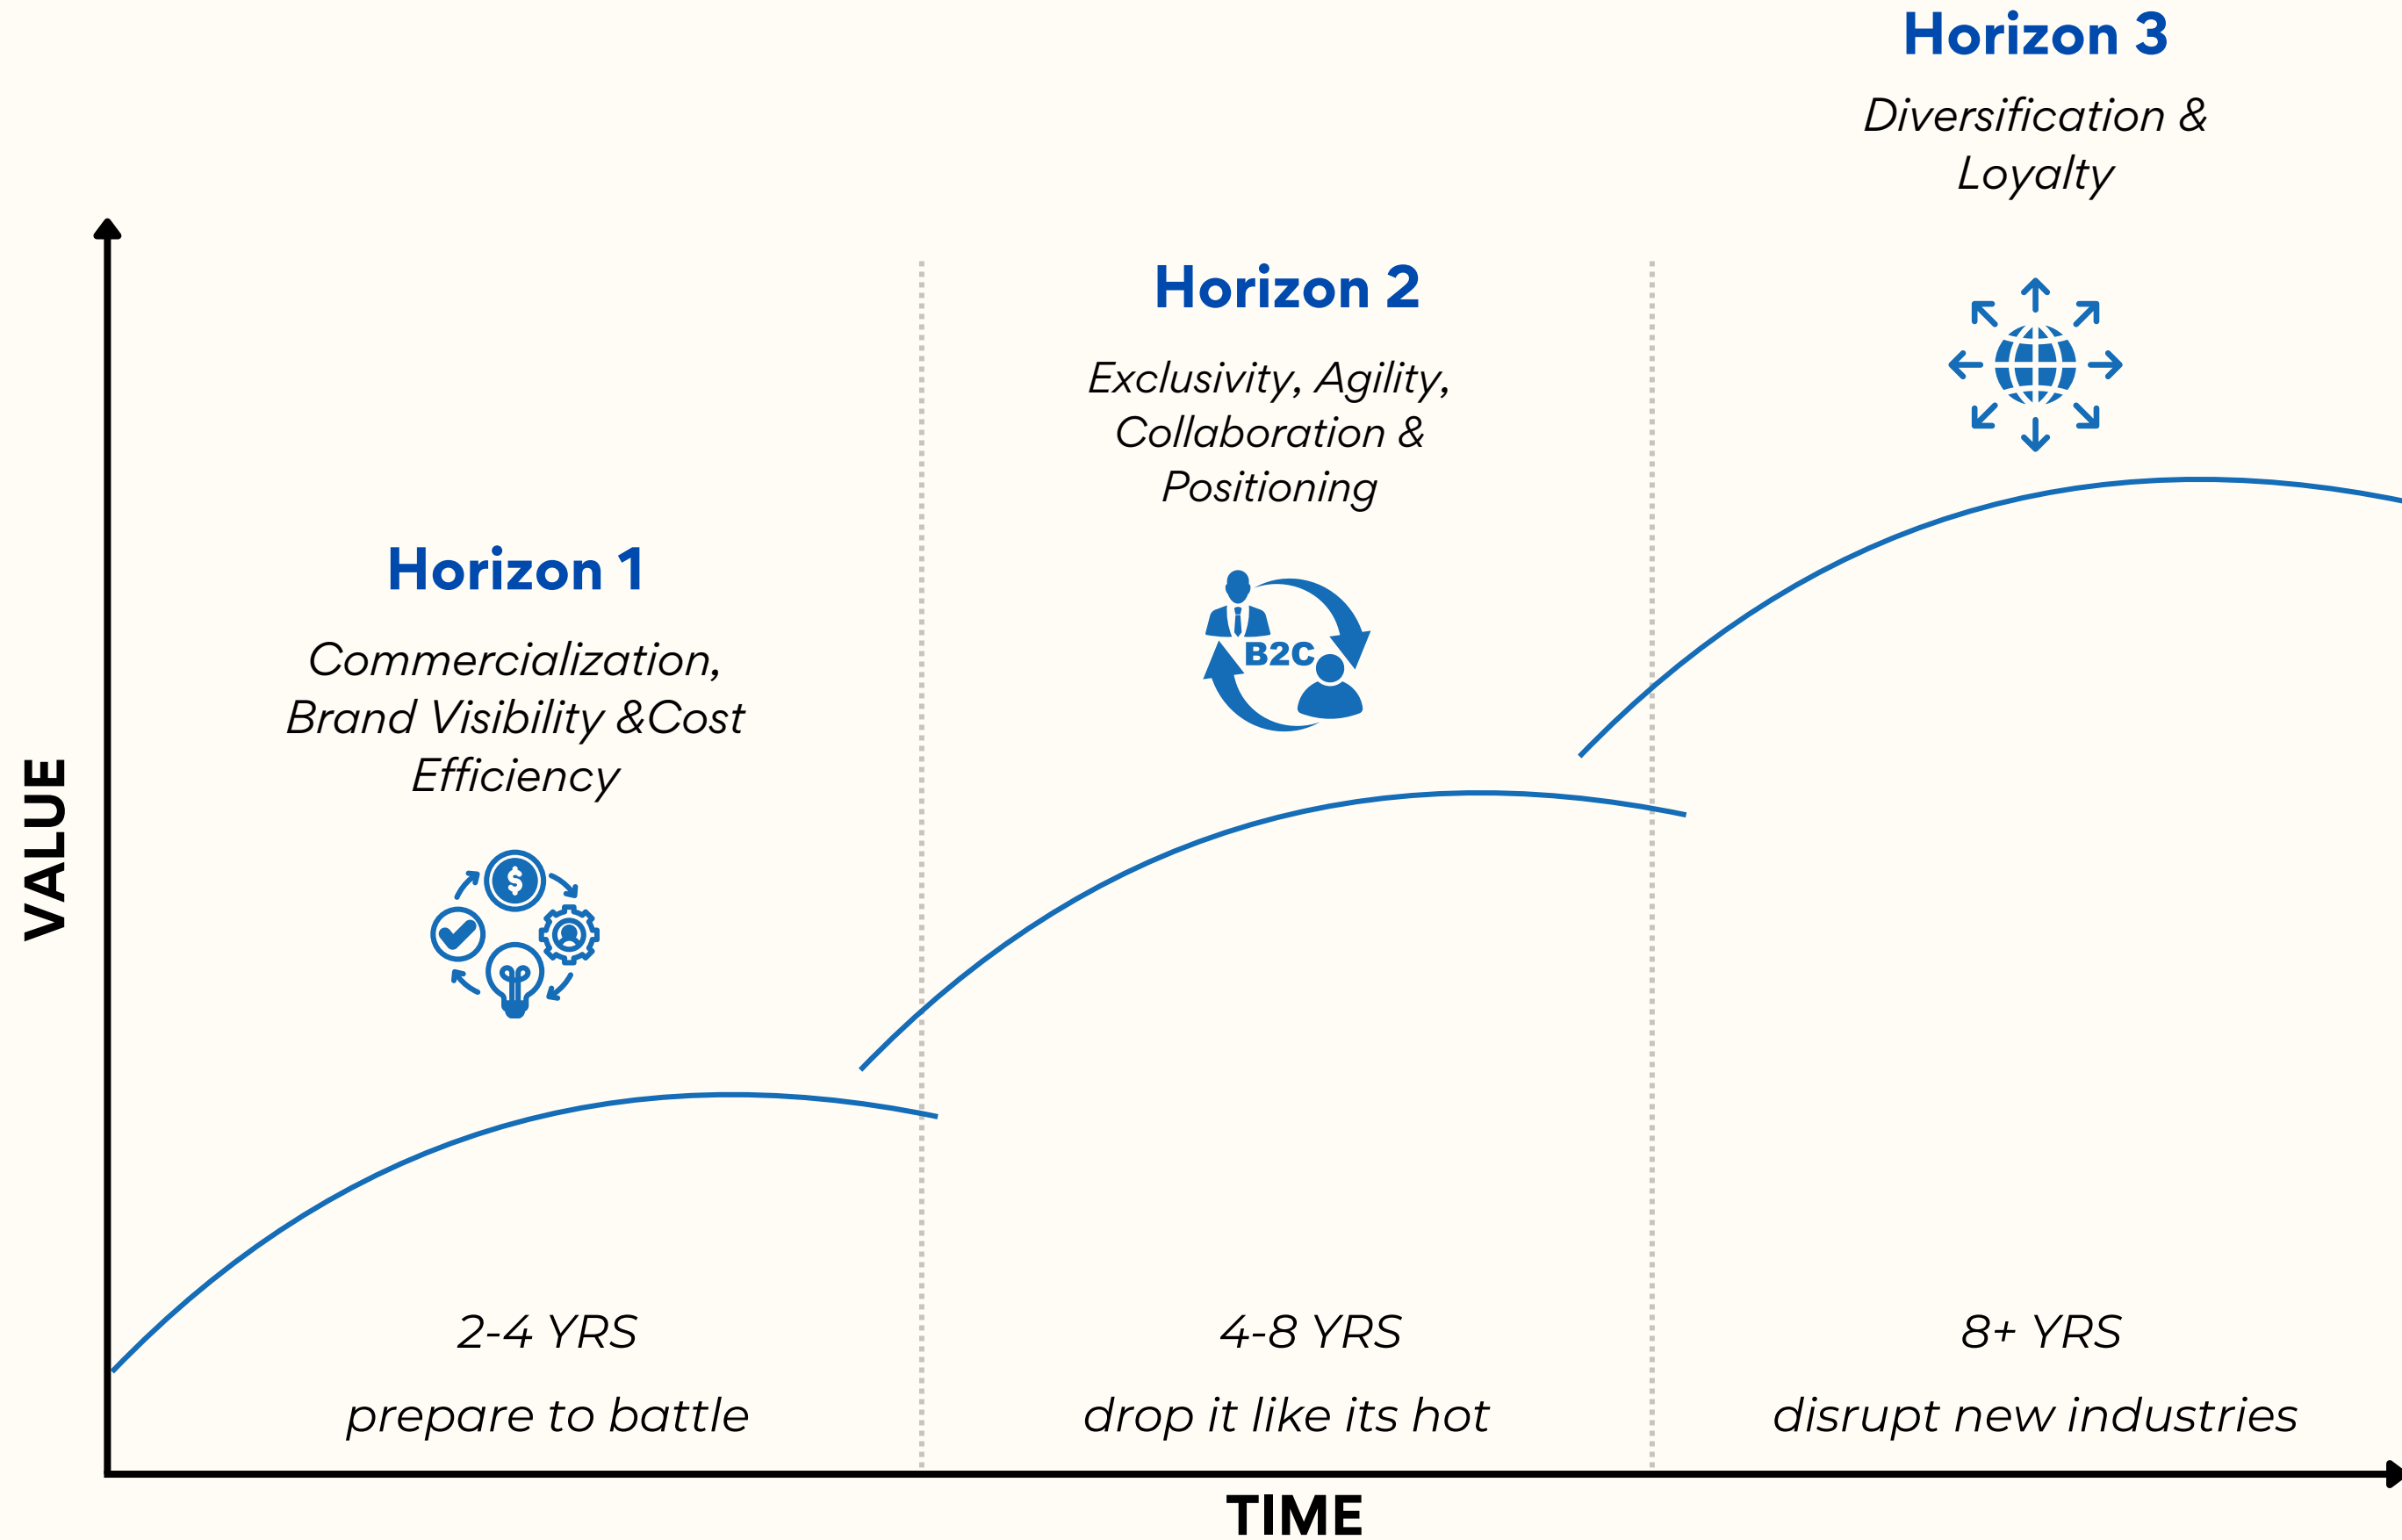 Horizon 3
Diversification &
Loyalty
Horizon 2
Exclusivity, Agility,
Collaboration &
Positioning
B2C
Horizon 1
Commercialization,
Brand Visibility &Cost
Efficiency
$
VALUE
2-4 YRS
prepare to battle
4-8 YRS
drop it like its hot
8+ YRS
disrupt new industries
TIME